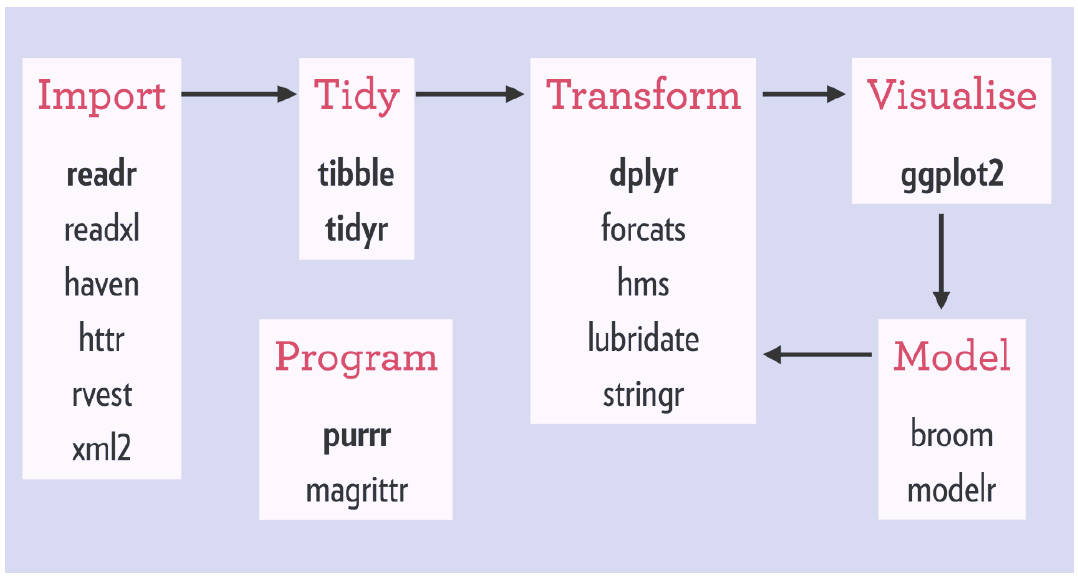 Import
readr
readxl
haven
httr
rvest
xml2
Tidy
tibble
tidyr
Program
purrr
magrittr
Transform
dplyr
forcats
hms
lubridate
stringr
Visualise
ggplot2
Model
broom
modelr